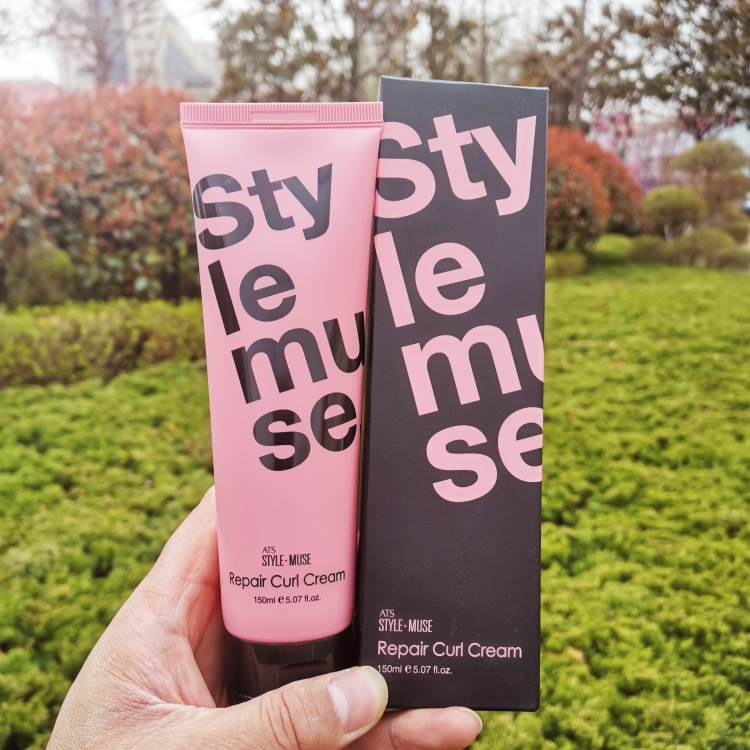 Sty
le
mu
se
ATS
STYLE·MUSE
Repair Curl Cream
150ml e 5.07 fl.oz.
Sty
le
mu
se
ATS
STYLE·MUSE
Repair Curl Cream
150ml e 5.07 fl.oz.